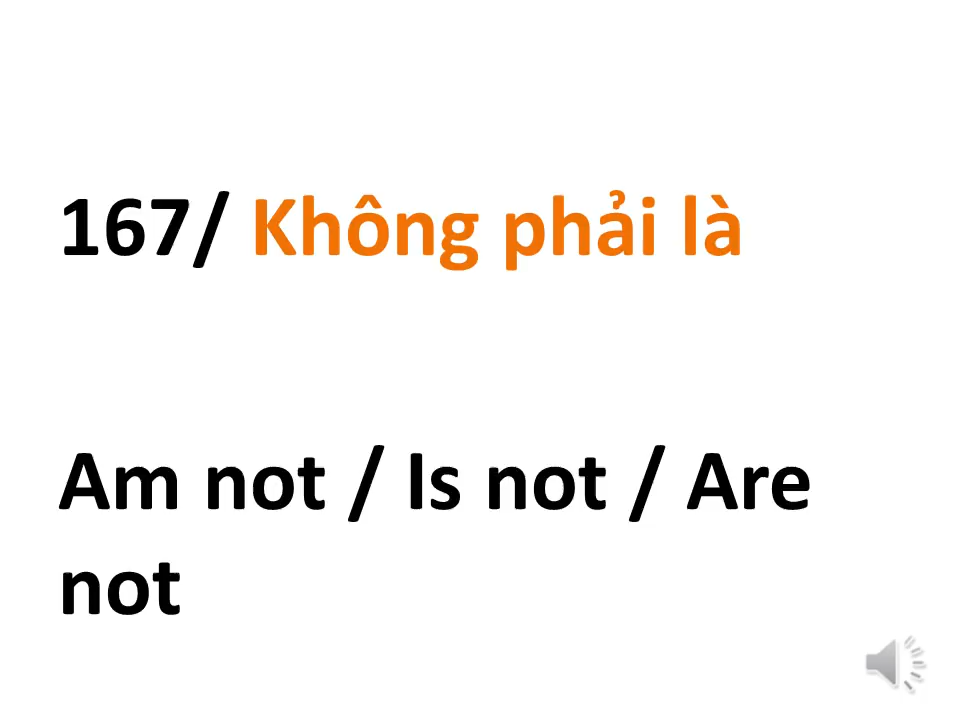 167/ Không phải là
Am not / Is not / Are
not